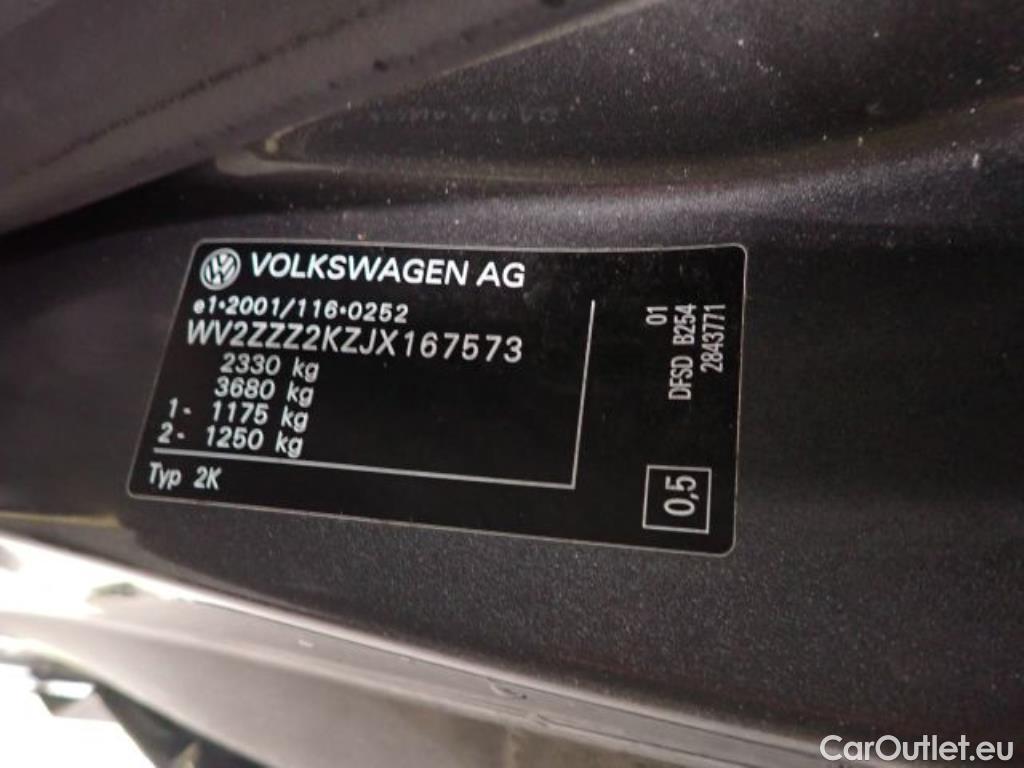 VOLKSWAGEN AG
e1*2001/116*0252
WV2ZZZ2KZJX167573
2330 kg
3680 kg
1- 1175 kg
2- 1250 kg
Typ 2K
01
DFSD B254
2843771
0,5
CarOutlet.eu